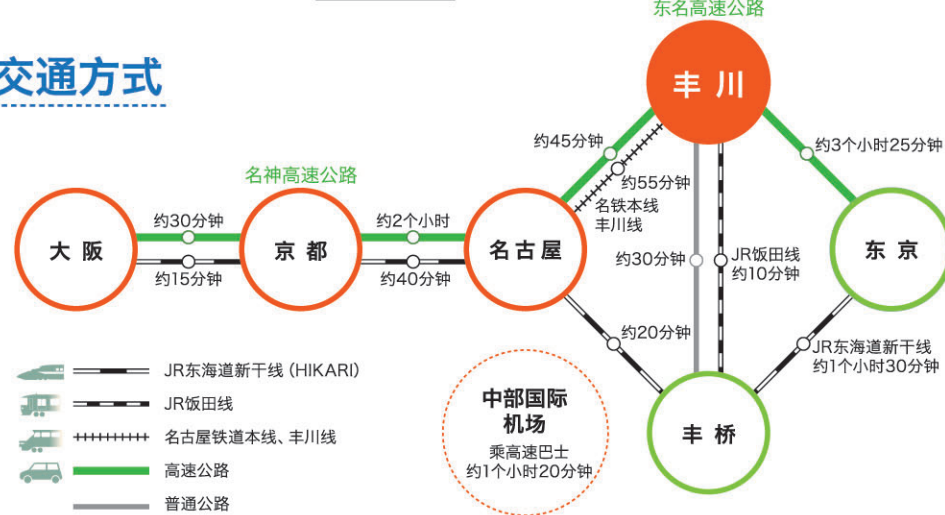 东名高速公路
交通方式
丰川
约45分钟
约3个小时25分钟
名神高速公路
约55分钟
名铁本线
丰川线
约30分钟
约2个小时
大阪
京都
名古屋
东京
约30分钟
JR饭田线
约10分钟
约15分钟
约40分钟
约20分钟
JR东海道新干线
约1个小时30分钟
JR东海道新干线 (HIKARI)
JR饭田线
名古屋铁道本线、丰川线
高速公路
普通公路
中部国际
机场
乘高速巴士
约1个小时20分钟
丰桥